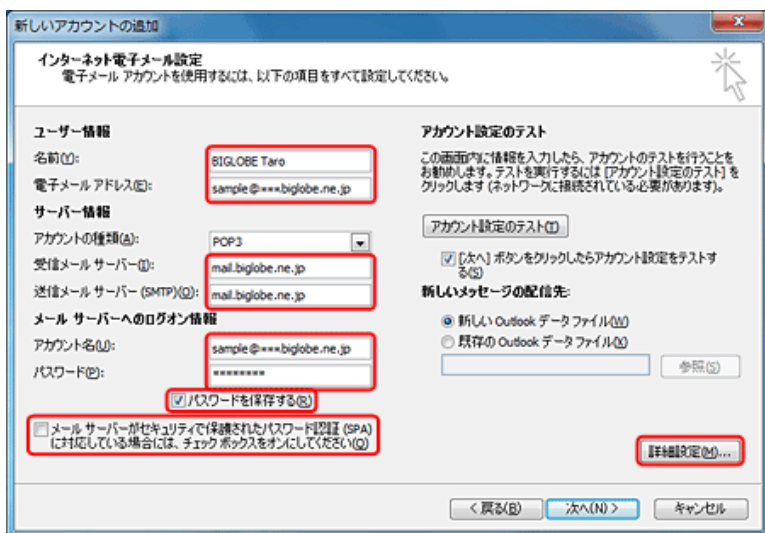 新しいアカウントの追加
インターネット電子メール設定
電子メール アカウントを使用するには、以下の項目をすべて設定してください。
ユーザー情報
名前(Y):
BIGLOBE Taro
電子メール アドレス(E):
sample@***.biglobe.ne.jp
サーバー情報
アカウントの種類(A):
POP3
受信メール サーバー(I):
mail.biglobe.ne.jp
送信メール サーバー (SMTP)(O):
mail.biglobe.ne.jp
メール サーバーへのログオン情報
アカウント名(U):
sample@***.biglobe.ne.jp
パスワード(P):
********
パスワードを保存する(R)
メール サーバーがセキュリティで保護されたパスワード認証 (SPA)
に対応している場合には、チェック ボックスをオンにしてください(Q)
アカウント設定のテスト
この画面内に情報を入力したら、アカウントのテストを行うことを
お勧めします。テストを実行するには [アカウント設定のテスト] を
クリックします (ネットワークに接続されている必要があります)。
アカウント設定のテスト(T)
[次へ] ボタンをクリックしたらアカウント設定をテストす
る(S)
新しいメッセージの配信先:
新しい Outlook データ ファイル(W)
既存の Outlook データ ファイル(X)
参照(S)
詳細設定(M)...
< 戻る(B)
次へ(N) >
キャンセル